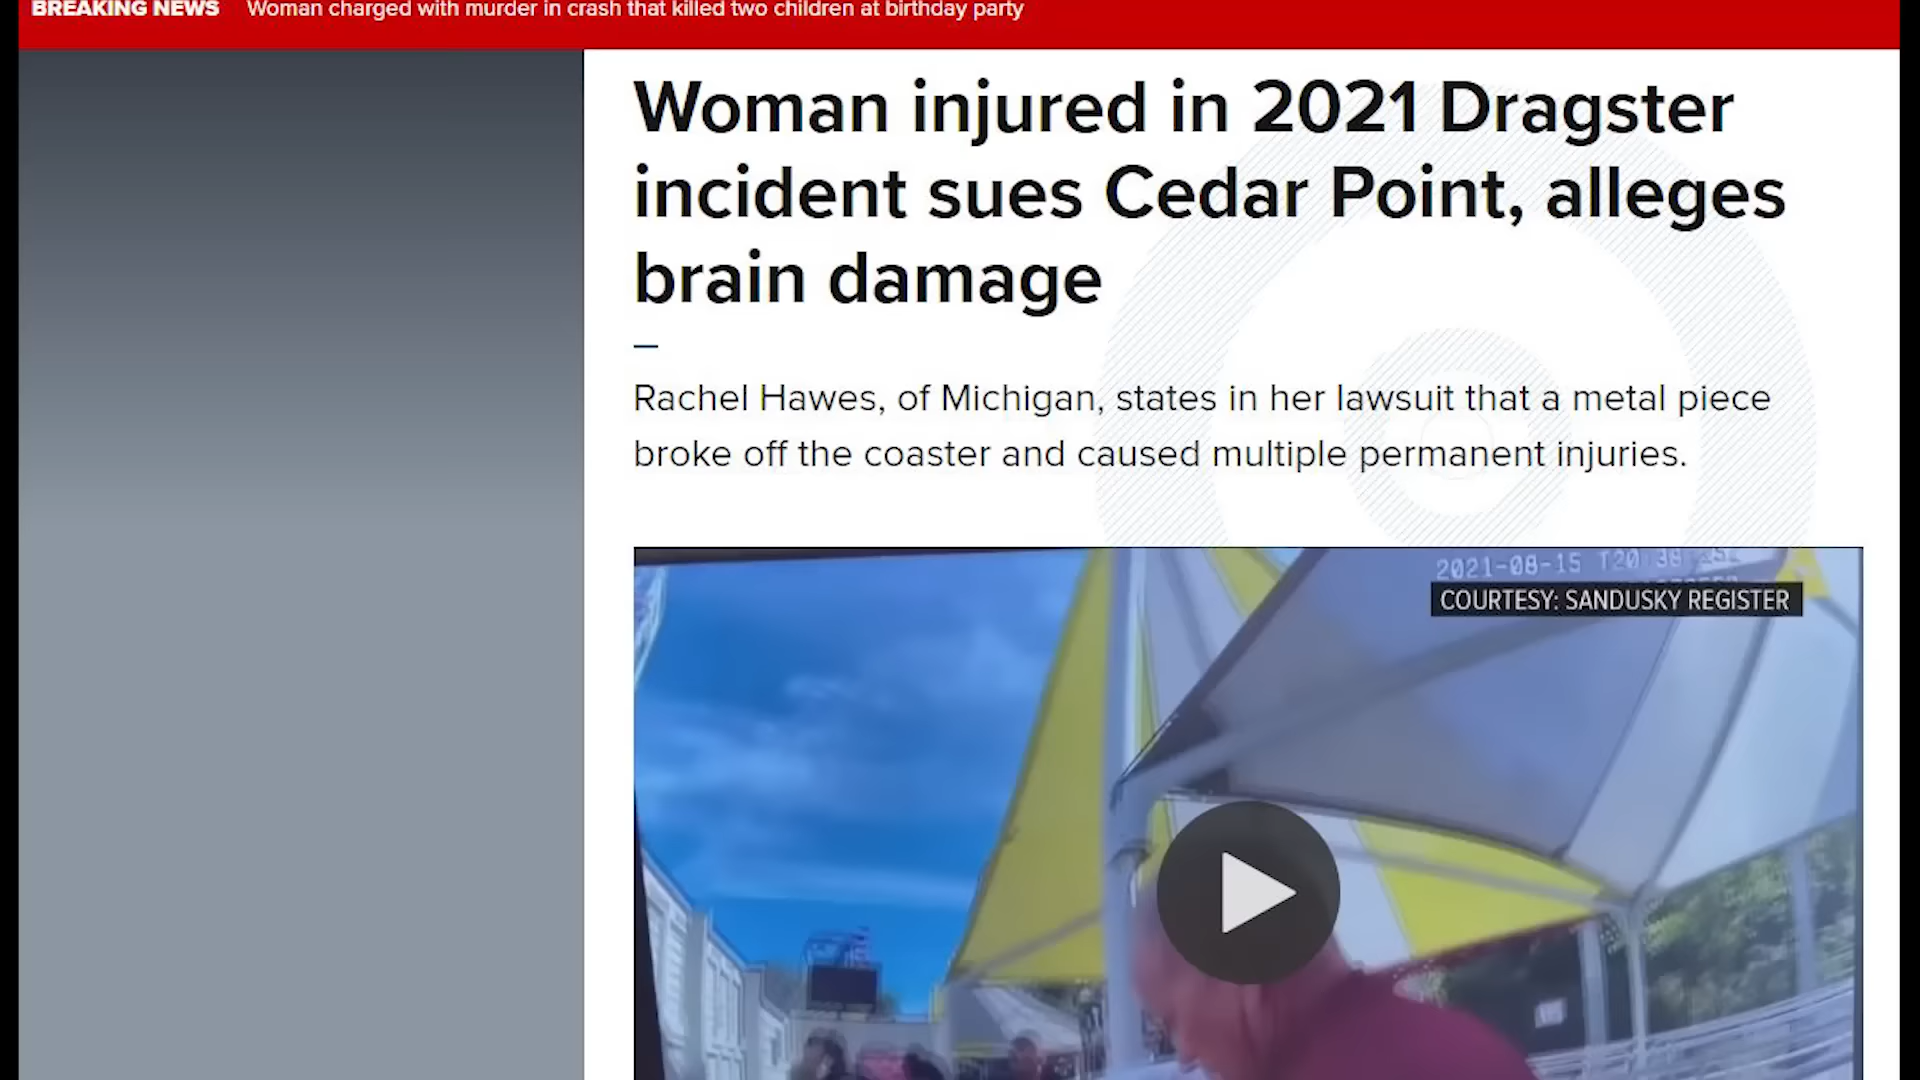 BREAKING NEWS Woman charged with murder in crash that killed two children at birthday party
Woman injured in 2021 Dragster
incident sues Cedar Point, alleges
brain damage
Rachel Hawes, of Michigan, states in her lawsuit that a metal piece
broke off the coaster and caused multiple permanent injuries.
2021-08-15
COURTESY: SANDUSKY REGISTER